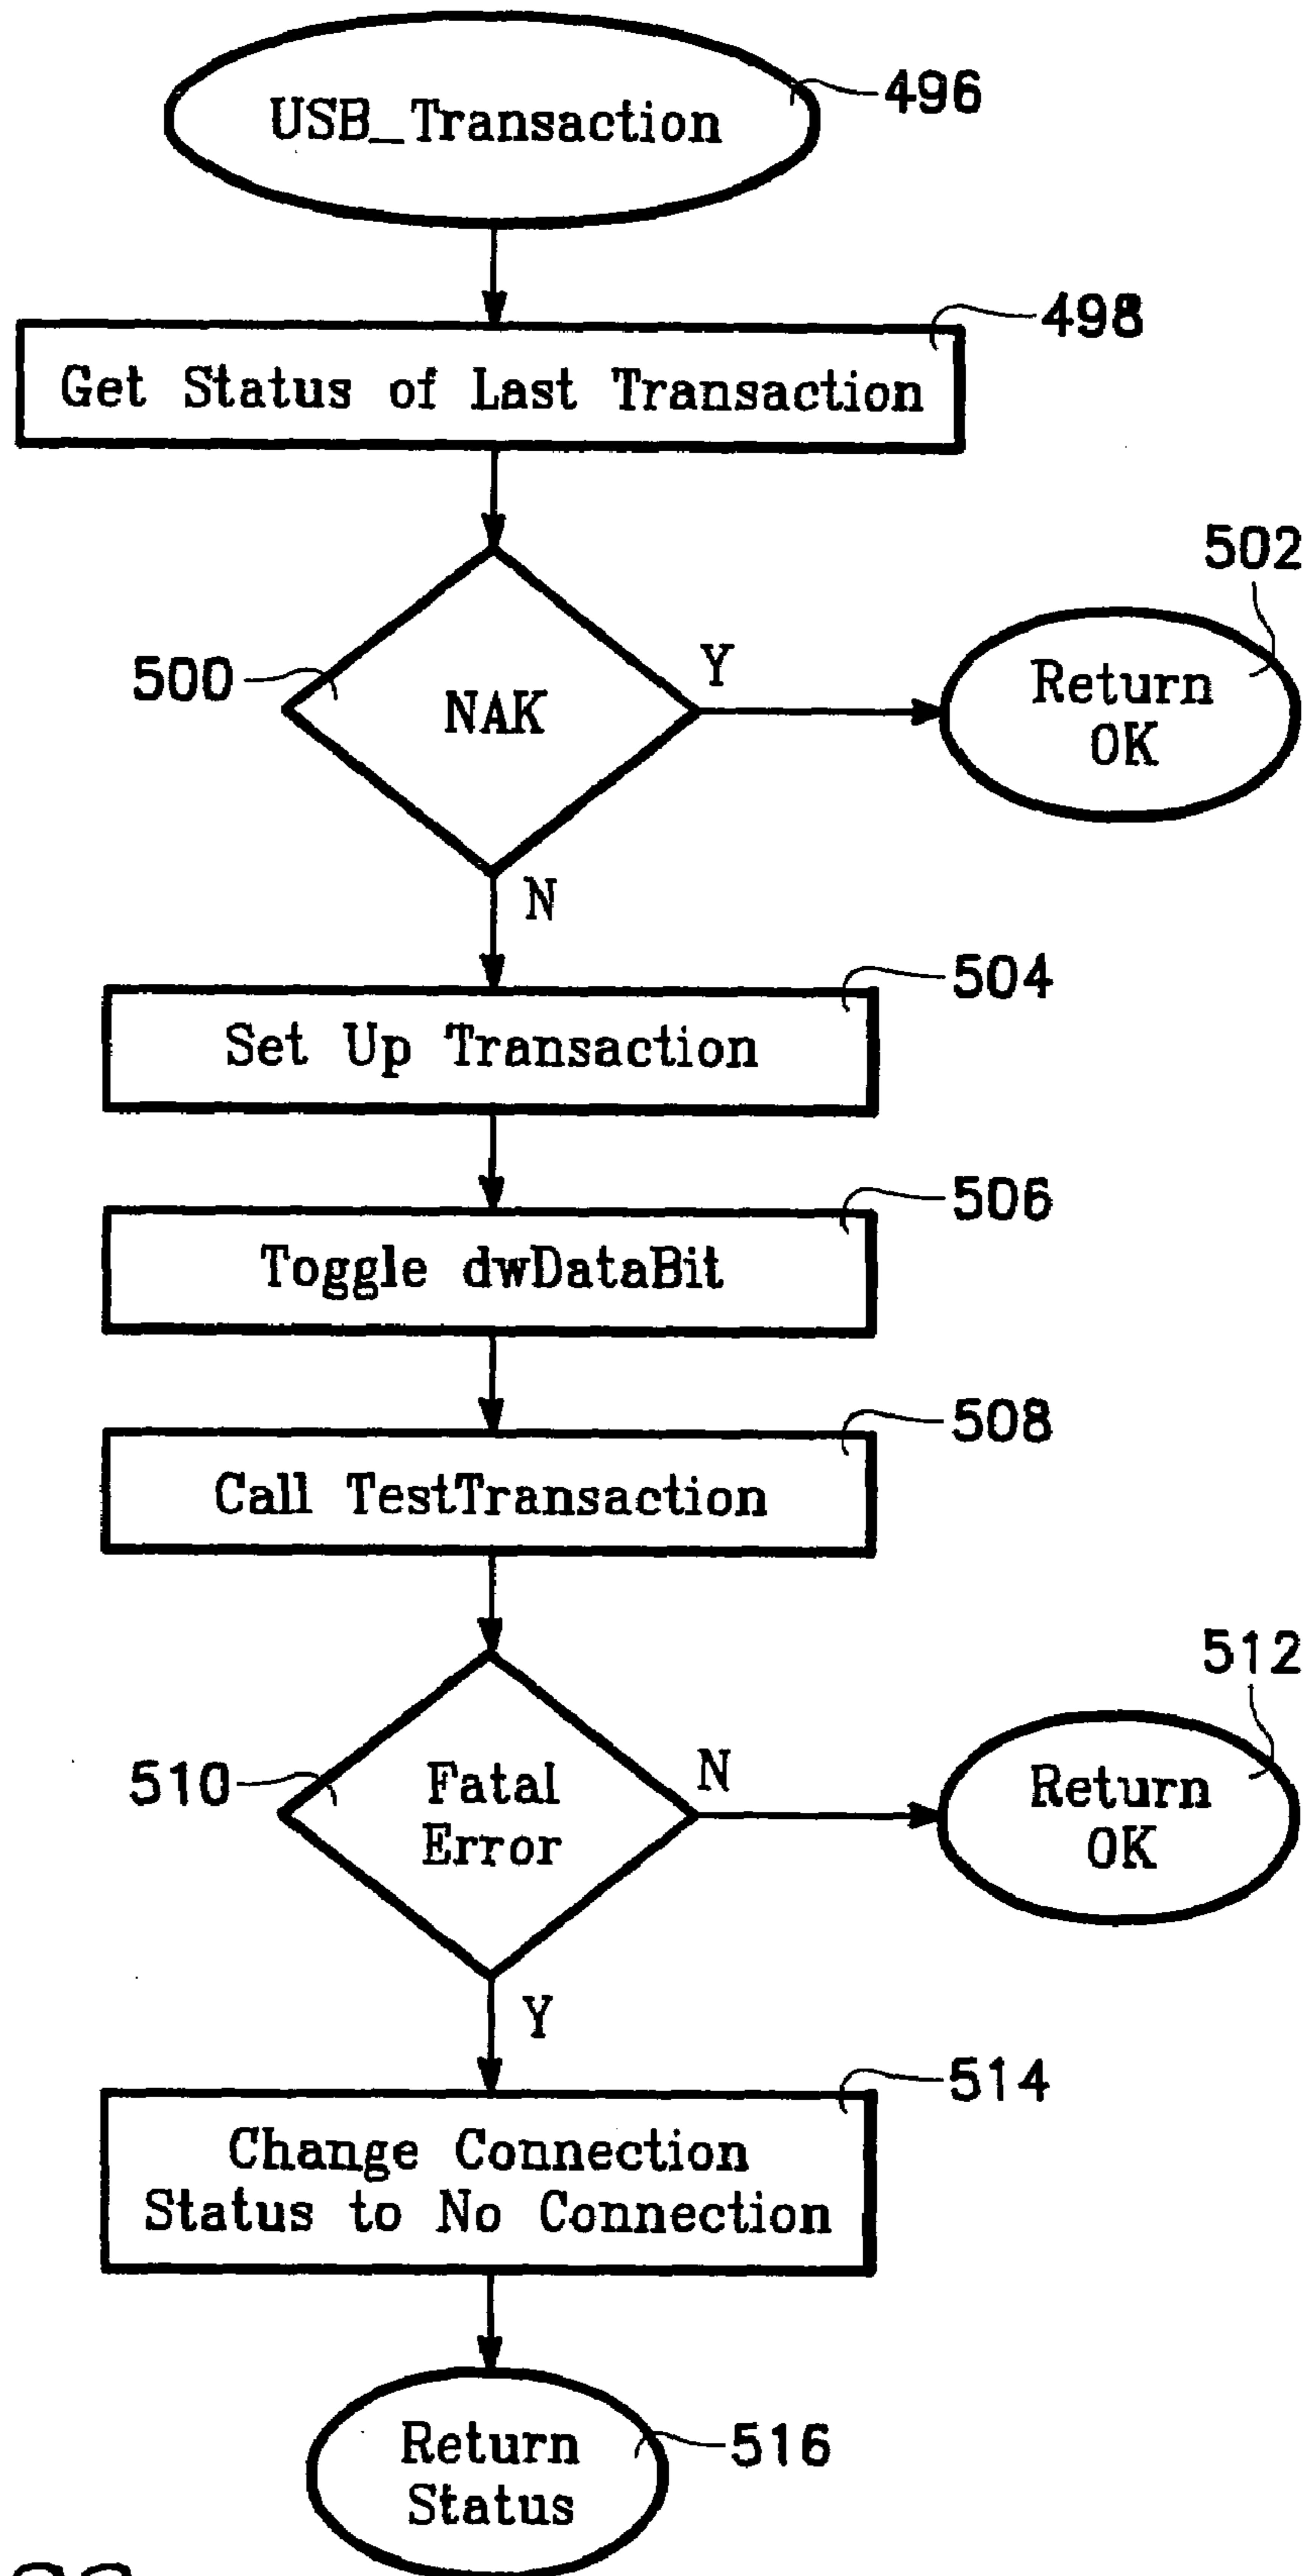 USB_Transaction
496
498
Get Status of Last Transaction
502
500
NAK
Y
Return
OK
N
504
Set Up Transaction
506
Toggle dwDataBit
508
Call TestTransaction
512
510
Fatal
Error
N
Return
OK
Y
514
Change Connection
Status to No Connection
Return
Status
516